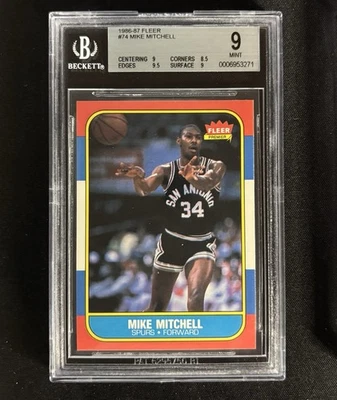 1986-87 FLEER
#74 MIKE MITCHELL
B
BECKETT
CENTERING 9 CORNERS 8.5
EDGES 9.5 SURFACE 9
9
MINT
0006953271
FLEER
PREMIER
SAN ANTONIO
34
MIKE MITCHELL
SPURS • FORWARD